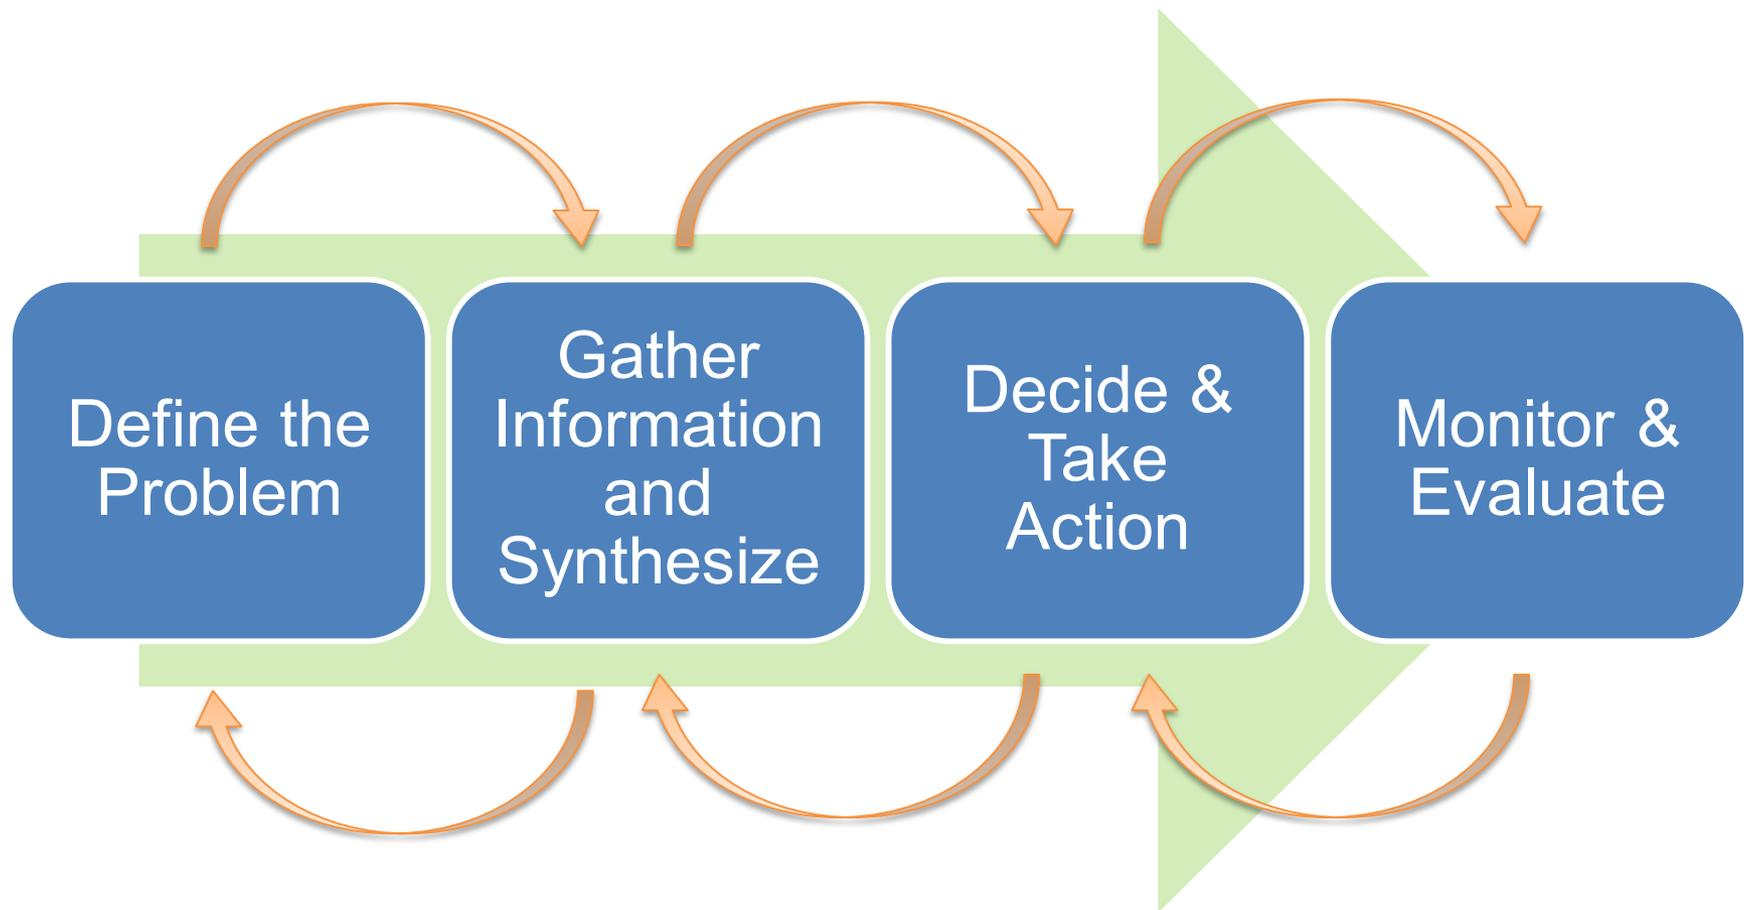 Define the
Problem
Gather
Information
and
Synthesize
Decide &
Take
Action
Monitor &
Evaluate